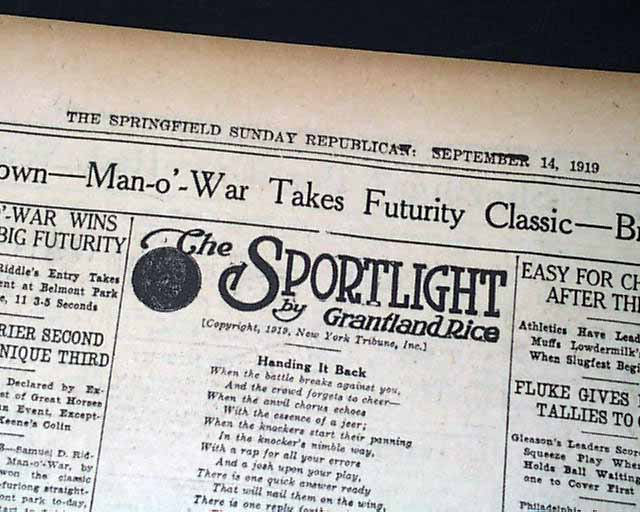 THE SPRINGFIELD SUNDAY REPUBLICAN: SEPTEMBER 14, 1919
own—Man-o'-War Takes Futurity Classic—Br
'-WAR WINS
BIG FUTURITY
Riddle's Entry Takes
ent at Belmont Park
e, 11 3-5 Seconds
RIER SECOND
NIQUE THIRD
Declared by Ex-
st of Great Horses
n Event, Except-
Keene's Colin
—Samuel D. Rid-
Man-o'-War, by
won the classic
furlong straight-
ont park to-day,
The SPORTLIGHT
by Grantland Rice
[Copyright, 1919, New York Tribune, Inc.]
Handing It Back
When the battle breaks against you,
And the crowd forgets to cheer—
When the anvil chorus echoes
With the essence of a jeer;
When the knockers start their panning
In the knocker's nimble way,
With a rap for all your errors
And a josh upon your play,
There is one quick answer ready
That will nail them on the wing,
There is one reply forth
EASY FOR CH
AFTER TH
Athletics Have Lead
Muffs Lowdermilk'
When Slugfest Begi
FLUKE GIVES
TALLIES TO
Gleason's Leaders Score
Squeeze Play When
Holds Ball Waiting
one to Cover First
Philadelphia